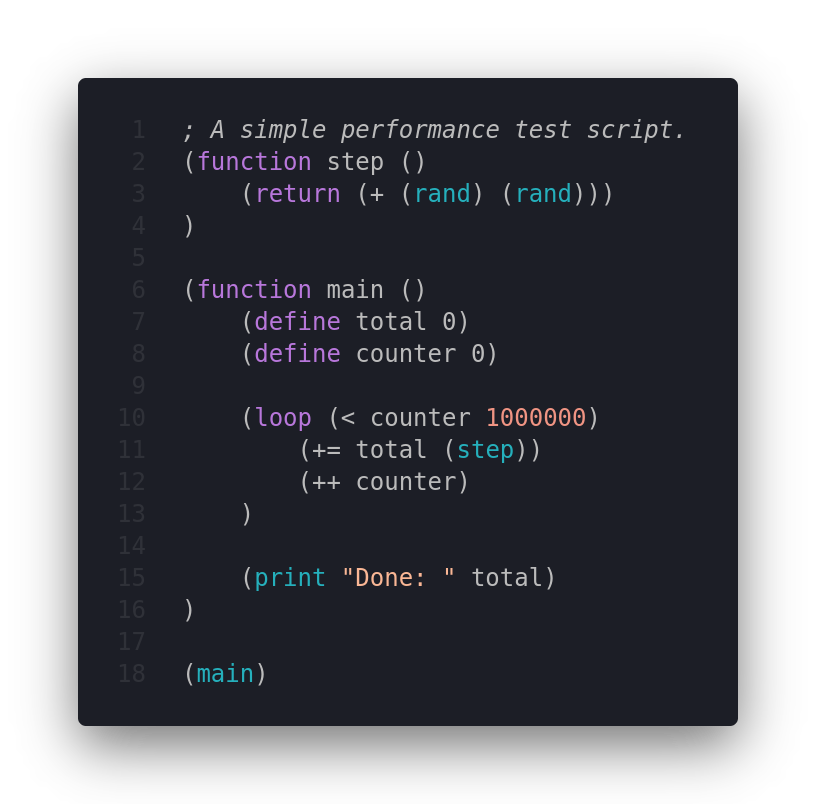 1 ; A simple performance test script.
2 (function step ()
3     (return (+ (rand) (rand)))
4 )
5
6 (function main ()
7     (define total 0)
8     (define counter 0)
9
10     (loop (< counter 1000000)
11         (+= total (step))
12         (++ counter)
13     )
14
15     (print "Done: " total)
16 )
17
18 (main)